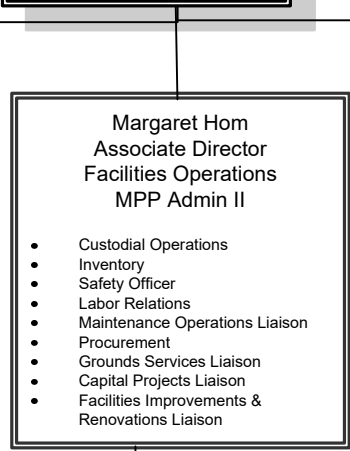 Margaret Hom
Associate Director
Facilities Operations
MPP Admin II
• Custodial Operations
• Inventory
• Safety Officer
• Labor Relations
• Maintenance Operations Liaison
• Procurement
• Grounds Services Liaison
• Capital Projects Liaison
• Facilities Improvements &
Renovations Liaison